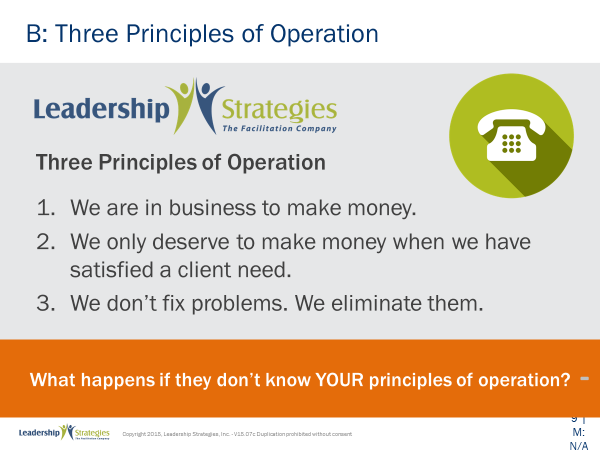 B: Three Principles of Operation
Leadership Strategies
The Facilitation Company
Three Principles of Operation
1. We are in business to make money.
2. We only deserve to make money when we have
satisfied a client need.
3. We don’t fix problems. We eliminate them.
What happens if they don’t know YOUR principles of operation?
Leadership Strategies
The Facilitation Company
Copyright 2015, Leadership Strategies, Inc. - V15.07c Duplication prohibited without consent
9 |
M:
N/A